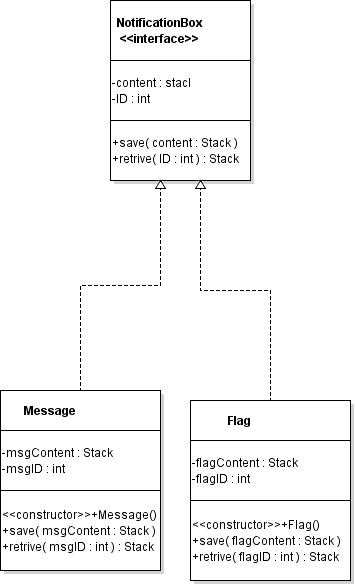 NotificationBox
<<interface>>
-content : stacl
-ID : int
+save( content : Stack )
+retrive( ID : int ) : Stack
Message
-msgContent : Stack
-msgID : int
<<constructor>>+Message()
+save( msgContent : Stack )
+retrive( msgID : int ) : Stack
Flag
-flagContent : Stack
-flagID : int
<<constructor>>+Flag()
+save( flagContent : Stack )
+retrive( flagID : int ) : Stack